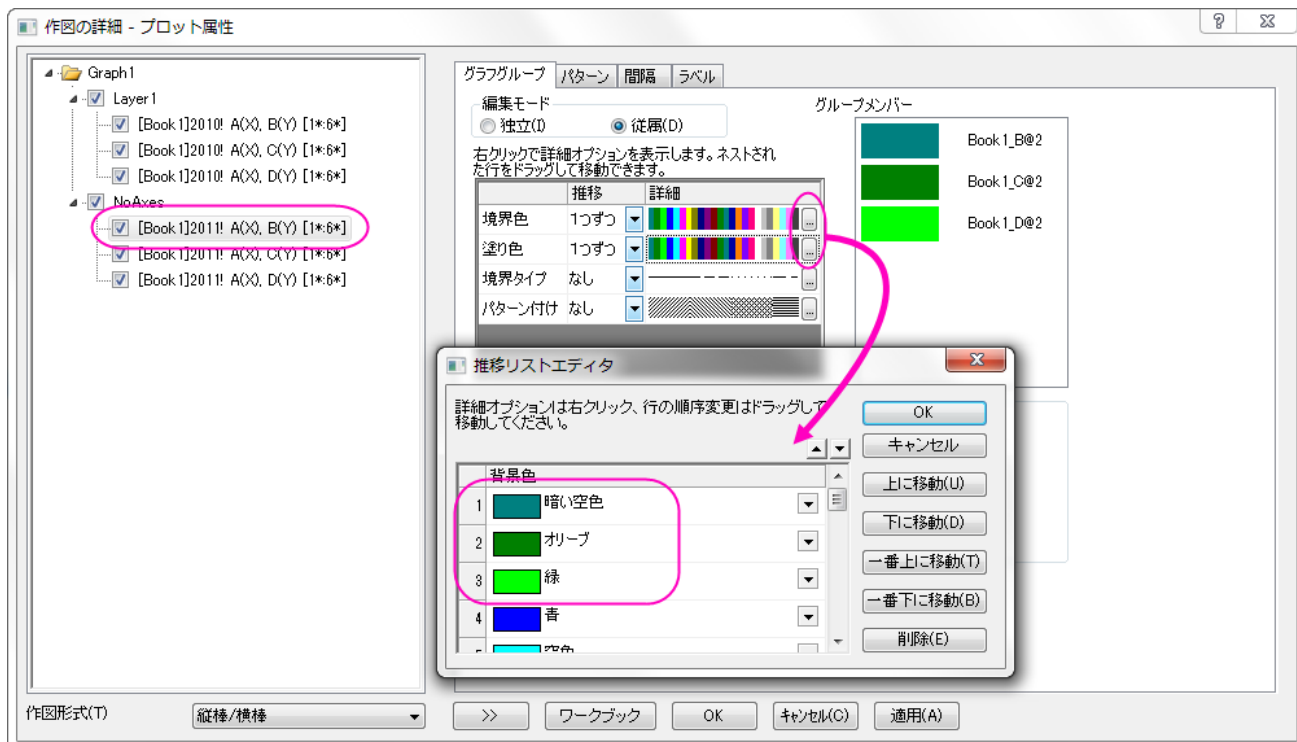 作図の詳細 - プロット属性
Graph1
Layer1
[Book1]2010! A(X), B(Y) [1*:6*]
[Book1]2010! A(X), C(Y) [1*:6*]
[Book1]2010! A(X), D(Y) [1*:6*]
NoAxes
[Book1]2011! A(X), B(Y) [1*:6*]
[Book1]2011! A(X), C(Y) [1*:6*]
[Book1]2011! A(X), D(Y) [1*:6*]
グラフグループ パターン 間隔 ラベル
編集モード
独立(I) 従属(D)
右クリックで詳細オプションを表示します。ネストされ
た行をドラッグして移動できます。
推移 詳細
境界色 1つずつ ...
塗り色 1つずつ ...
境界タイプ なし ...
パターン付け なし ...
グループメンバー
Book1_B@2
Book1_C@2
Book1_D@2
推移リストエディタ
詳細オプションは右クリック、行の順序変更はドラッグして
移動してください。
背景色
1 暗い空色
2 オリーブ
3 緑
4 青
5 空色
OK
キャンセル
上に移動(U)
下に移動(D)
一番上に移動(T)
一番下に移動(B)
削除(E)
作図形式(T) 縦棒/横棒
>> ワークブック OK キャンセル(C) 適用(A)